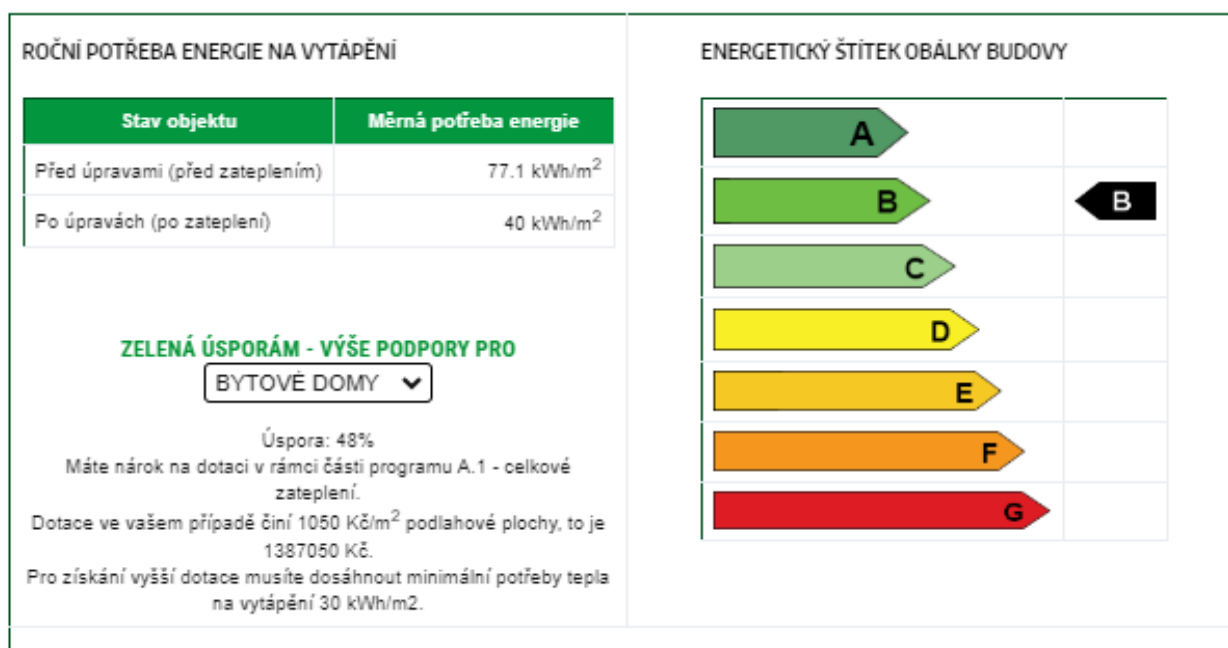 ROČNÍ POTŘEBA ENERGIE NA VYTÁPĚNÍ
Stav objektu Měrná potřeba energie
Před úpravami (před zateplením) 77.1 kWh/m²
Po úpravách (po zateplení) 40 kWh/m²
ZELENÁ ÚSPORÁM - VÝŠE PODPORY PRO
BYTOVÉ DOMY
Úspora: 48%
Máte nárok na dotaci v rámci části programu A.1 - celkové
zateplení.
Dotace ve vašem případě činí 1050 Kč/m² podlahové plochy, to je
1387050 Kč.
Pro získání vyšší dotace musíte dosáhnout minimální potřeby tepla
na vytápění 30 kWh/m2.
ENERGETICKÝ ŠTÍTEK OBÁLKY BUDOVY
A
B B
C
D
E
F
G